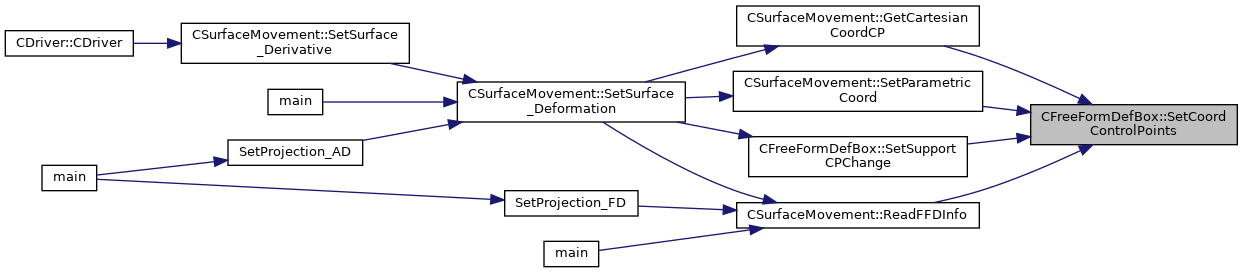 CDriver::CDriver
CSurfaceMovement::SetSurface
_Derivative
main
SetProjection_AD
main
CSurfaceMovement::SetSurface
_Deformation
SetProjection_FD
main
CSurfaceMovement::GetCartesian
CoordCP
CSurfaceMovement::SetParametric
Coord
CFreeFormDefBox::SetSupport
CPChange
CSurfaceMovement::ReadFFDInfo
CFreeFormDefBox::SetCoord
ControlPoints